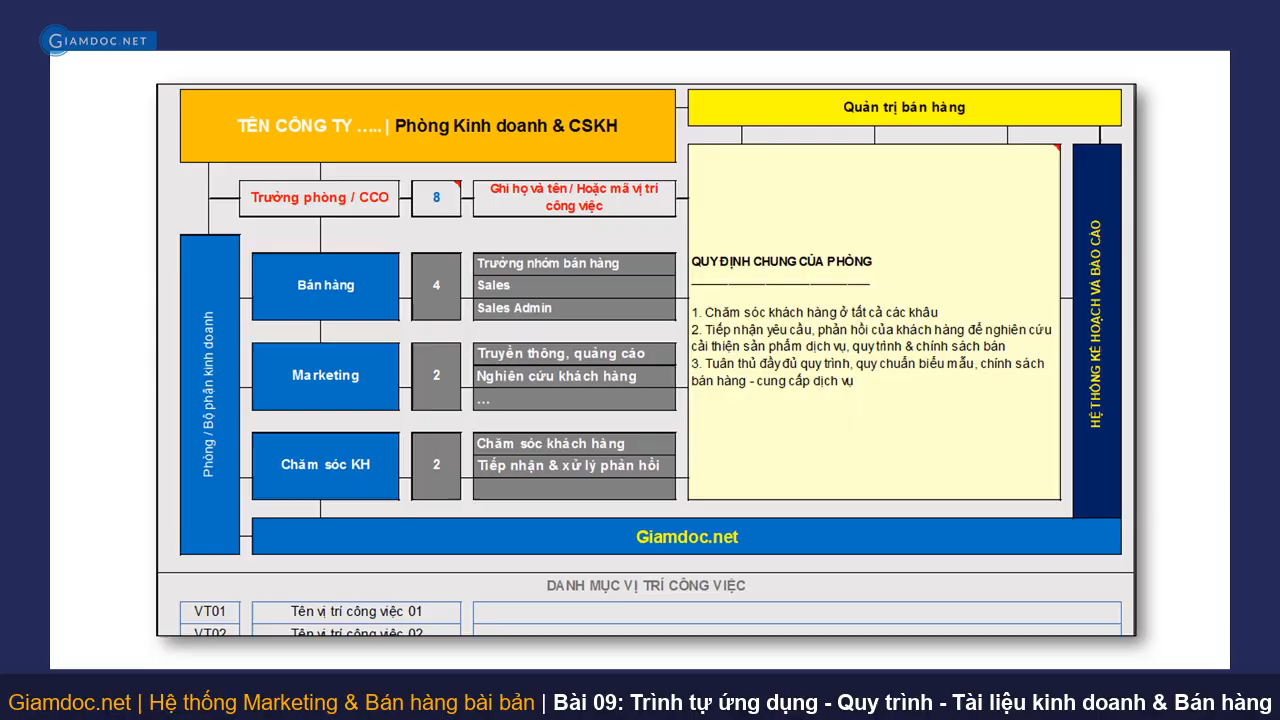 GIAMDOC.NET
TÊN CÔNG TY ..... | Phòng Kinh doanh & CSKH
Quản trị bán hàng
Trưởng phòng / CCO
8
Ghi họ và tên / Hoặc mã vị trí
công việc
Phòng / Bộ phận kinh doanh
Bán hàng
4
Trưởng nhóm bán hàng
Sales
Sales Admin
Marketing
2
Truyền thông, quảng cáo
Nghiên cứu khách hàng
...
Chăm sóc KH
2
Chăm sóc khách hàng
Tiếp nhận & xử lý phản hồi
QUY ĐỊNH CHUNG CỦA PHÒNG
1. Chăm sóc khách hàng ở tất cả các khâu
2. Tiếp nhận yêu cầu, phản hồi của khách hàng để nghiên cứu
cải thiện sản phẩm dịch vụ, quy trình & chính sách bán
3. Tuân thủ đầy đủ quy trình, quy chuẩn biểu mẫu, chính sách
bán hàng - cung cấp dịch vụ
HỆ THỐNG KẾ HOẠCH VÀ BÁO CÁO
Giamdoc.net
DANH MỤC VỊ TRÍ CÔNG VIỆC
VT01
Tên vị trí công việc 01
VT02
Tên vị trí công việc 02
Giamdoc.net | Hệ thống Marketing & Bán hàng bài bản | Bài 09: Trình tự ứng dụng - Quy trình - Tài liệu kinh doanh & Bán hàng